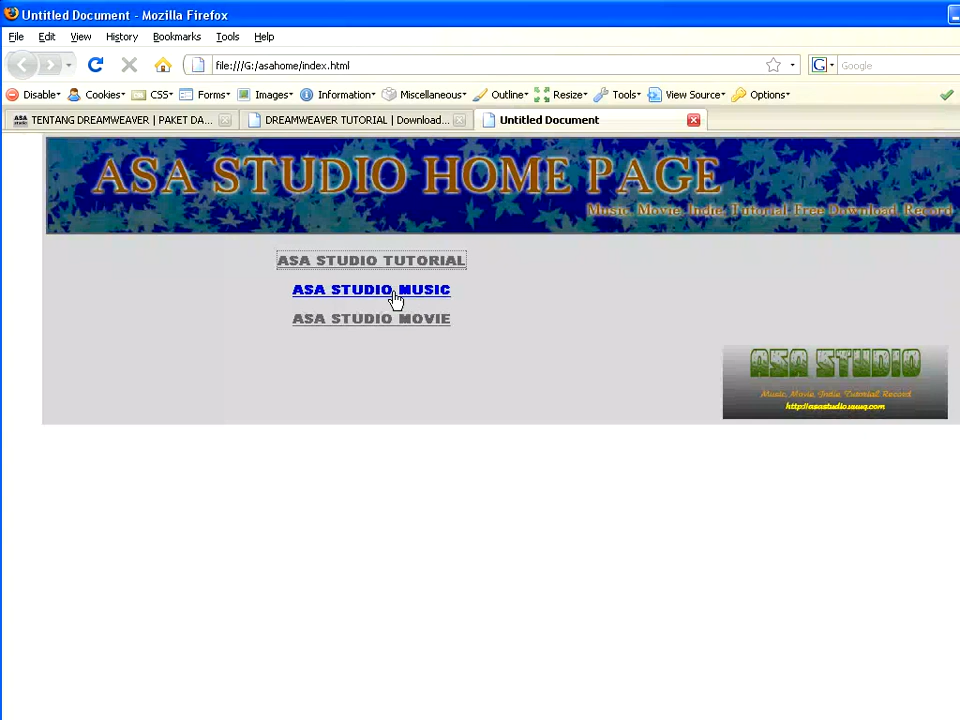 Untitled Document - Mozilla Firefox
File Edit View History Bookmarks Tools Help
file:///G:/asahome/index.html
Google
Disable Cookies CSS Forms Images Information Miscellaneous Outline Resize Tools View Source Options
TENTANG DREAMWEAVER | PAKET DA... DREAMWEAVER TUTORIAL | Download... Untitled Document
ASA STUDIO HOME PAGE
Music, Movie, Indie, Tutorial Free Download, Record
ASA STUDIO TUTORIAL
ASA STUDIO MUSIC
ASA STUDIO MOVIE
ASA STUDIO
Music, Movie, Indie, Tutorial, Record